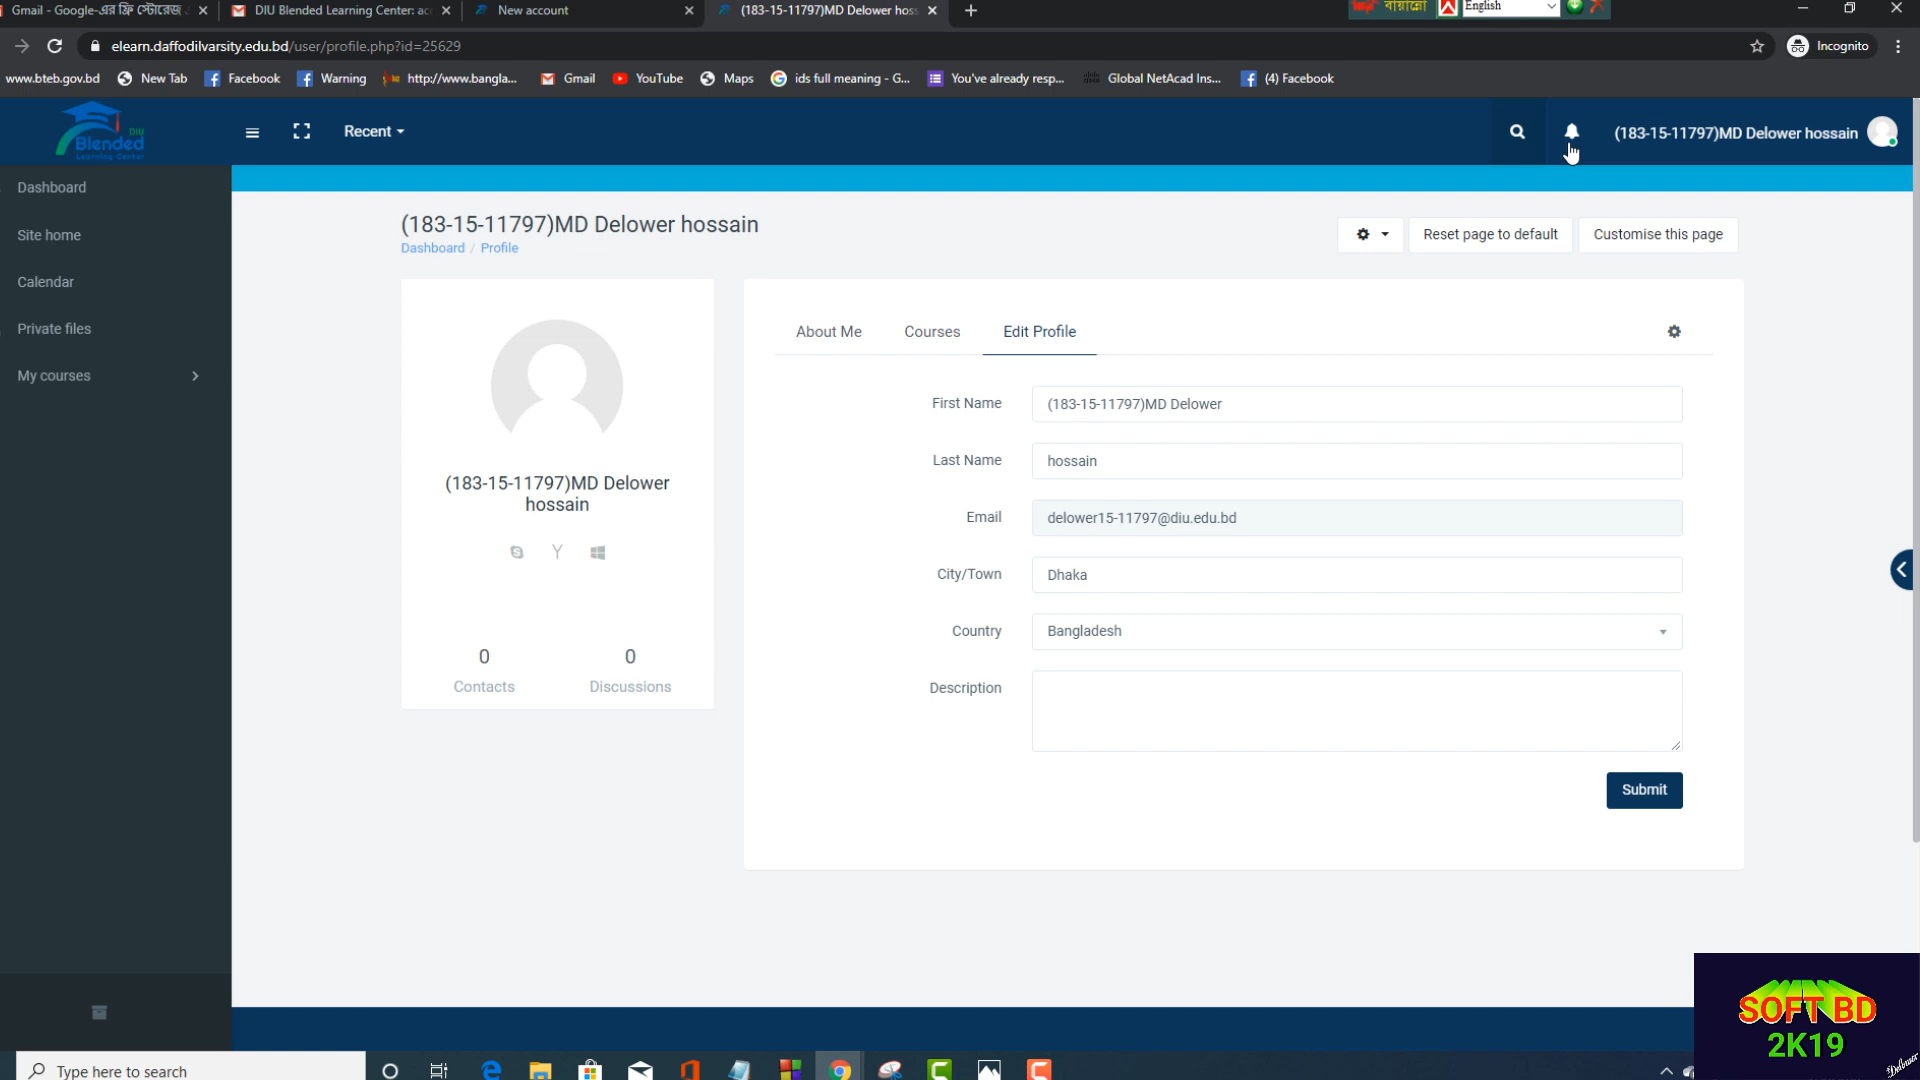 Gmail - Google-এর ফ্রি স্টোরেজ
DIU Blended Learning Center: ac
New account
(183-15-11797)MD Delower hoss
English
elearn.daffodilvarsity.edu.bd/user/profile.php?id=25629
Incognito
www.bteb.gov.bd
New Tab
Facebook
Warning
http://www.bangla...
Gmail
YouTube
Maps
ids full meaning - G...
You've already resp...
Global NetAcad Ins...
(4) Facebook
DIU
Blended
Learning Center
Recent
(183-15-11797)MD Delower hossain
Dashboard
Site home
Calendar
Private files
My courses
(183-15-11797)MD Delower hossain
Dashboard / Profile
Reset page to default
Customise this page
(183-15-11797)MD Delower
hossain
0
Contacts
0
Discussions
About Me
Courses
Edit Profile
First Name
(183-15-11797)MD Delower
Last Name
hossain
Email
delower15-11797@diu.edu.bd
City/Town
Dhaka
Country
Bangladesh
Description
Submit
SOFT BD
2K19
Delower
Type here to search